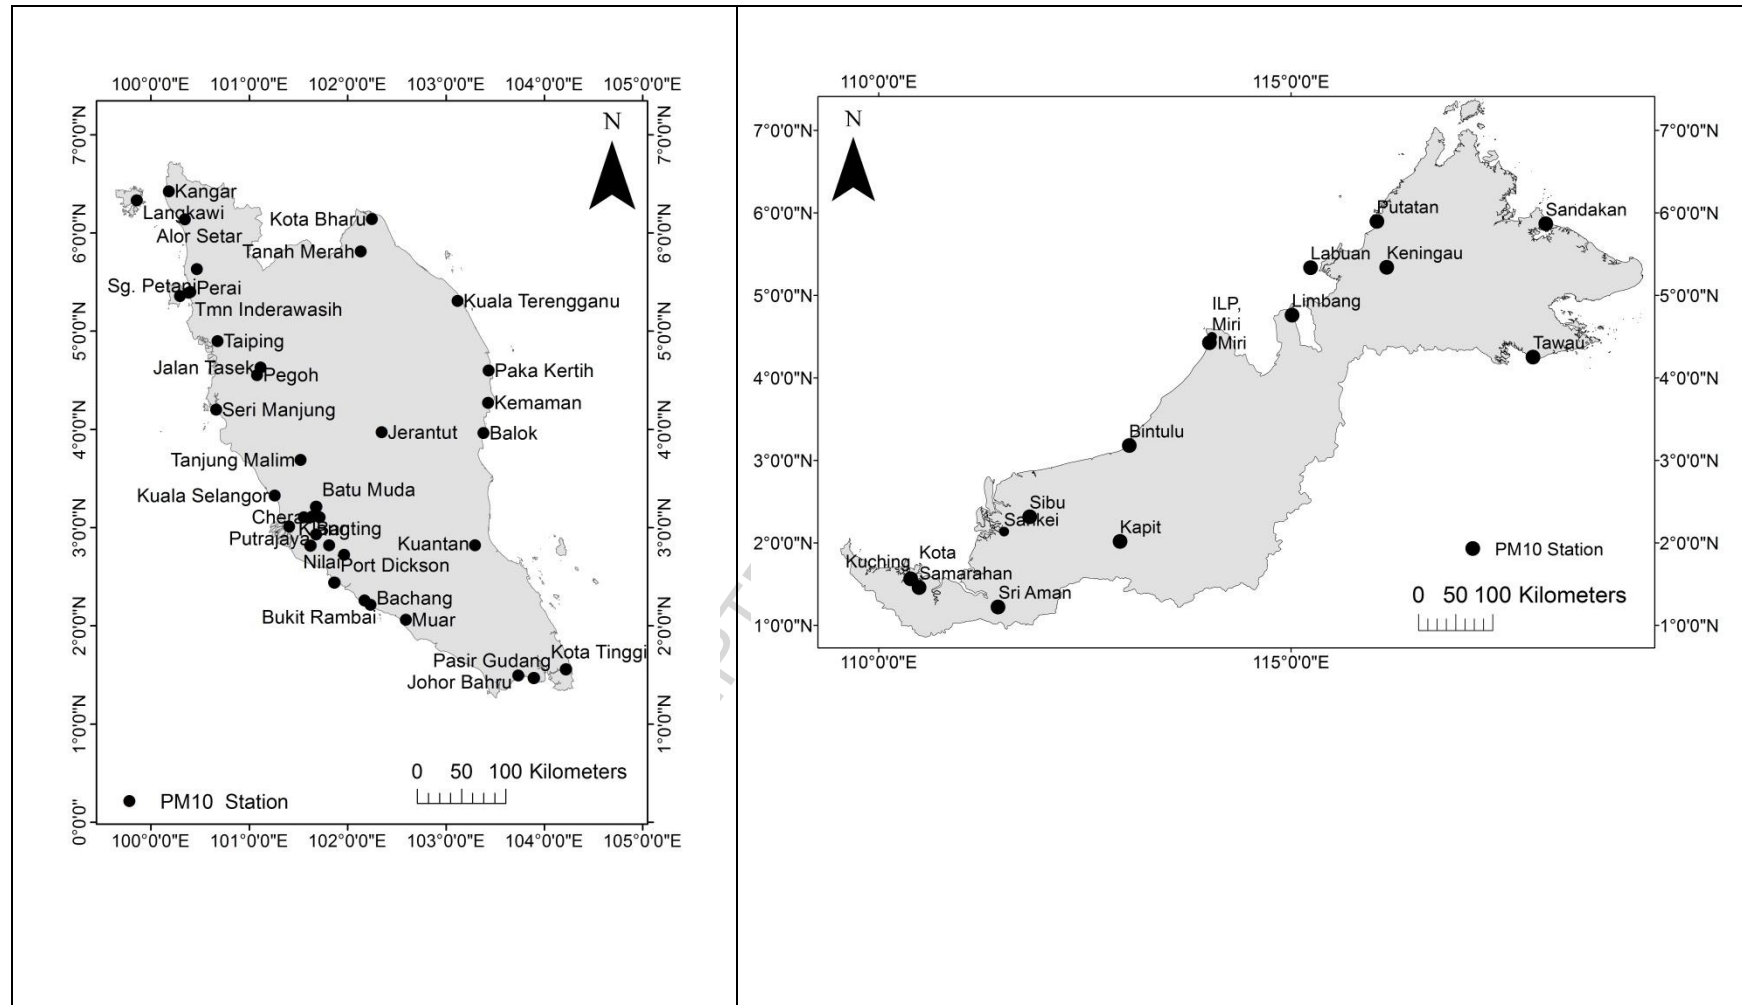 100°0'0"E 101°0'0"E 102°0'0"E 103°0'0"E 104°0'0"E 105°0'0"E
7°0'0"N
6°0'0"N
5°0'0"N
4°0'0"N
3°0'0"N
2°0'0"N
1°0'0"N
0°0'0"
N
Kangar
Langkawi
Alor Setar
Kota Bharu
Tanah Merah
Sg. Petani
Perai
Tmn Inderawasih
Kuala Terengganu
Taiping
Jalan Tasek
Pegoh
Paka Kertih
Seri Manjung
Kemaman
Jerantut
Balok
Tanjung Malim
Kuala Selangor
Batu Muda
Chera
Klang
Banting
Putrajaya
Kuantan
Nilai
Port Dickson
Bachang
Bukit Rambai
Muar
Kota Tinggi
Pasir Gudang
Johor Bahru
0 50 100 Kilometers
PM10 Station
7°0'0"N
6°0'0"N
5°0'0"N
4°0'0"N
3°0'0"N
2°0'0"N
1°0'0"N
100°0'0"E 101°0'0"E 102°0'0"E 103°0'0"E 104°0'0"E 105°0'0"E
110°0'0"E 115°0'0"E
7°0'0"N
6°0'0"N
5°0'0"N
4°0'0"N
3°0'0"N
2°0'0"N
1°0'0"N
N
Putatan
Sandakan
Labuan
Keningau
ILP,
Miri
Limbang
Miri
Tawau
Bintulu
Sibu
Sarikei
Kapit
Kuching
Kota
Samarahan
Sri Aman
PM10 Station
0 50 100 Kilometers
7°0'0"N
6°0'0"N
5°0'0"N
4°0'0"N
3°0'0"N
2°0'0"N
1°0'0"N
110°0'0"E 115°0'0"E